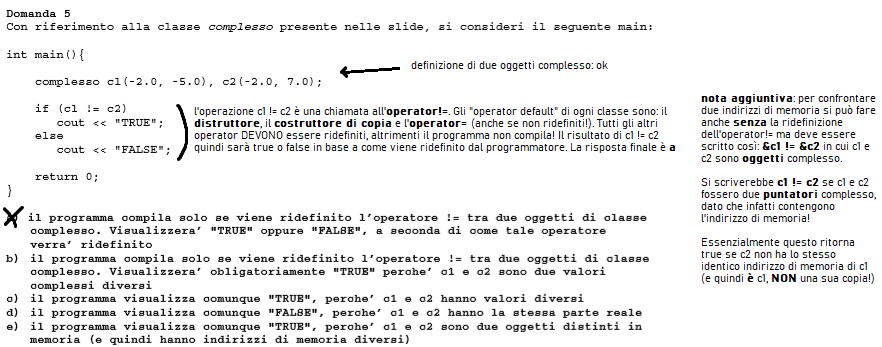 Domanda 5
Con riferimento alla classe complesso presente nelle slide, si consideri il seguente main:
int main(){
complesso c1(-2.0, -5.0), c2(-2.0, 7.0);
definizione di due oggetti complesso: ok
if (c1 != c2)
cout << "TRUE";
else
cout << "FALSE";
return 0;
}
l'operazione c1 != c2 è una chiamata all'operator!=. Gli "operator default" di ogni classe sono: il
distruttore, il costruttore di copia e l'operator= (anche se non ridefiniti!). Tutti gli altri
operator DEVONO essere ridefiniti, altrimenti il programma non compila! Il risultato di c1 != c2
quindi sarà true o false in base a come viene ridefinito dal programmatore. La risposta finale è a
nota aggiuntiva: per confrontare
due indirizzi di memoria si può fare
anche senza la ridefinizione
dell'operator!= ma deve essere
scritto così: &c1 != &c2 in cui c1 e
c2 sono oggetti complesso.
Si scriverebbe c1 != c2 se c1 e c2
fossero due puntatori complesso,
dato che infatti contengono
l'indirizzo di memoria!
Essenzialmente questo ritorna
true se c2 non ha lo stesso
identico indirizzo di memoria di c1
(e quindi è c1, NON una sua copia!)
il programma compila solo se viene ridefinito l'operatore != tra due oggetti di classe
complesso. Visualizzera' "TRUE" oppure "FALSE", a seconda di come tale operatore
verra' ridefinito
b) il programma compila solo se viene ridefinito l'operatore != tra due oggetti di classe
complesso. Visualizzera' obligatoriamente "TRUE" perche' c1 e c2 sono due valori
complessi diversi
c) il programma visualizza comunque "TRUE", perche' c1 e c2 hanno valori diversi
d) il programma visualizza comunque "FALSE", perche' c1 e c2 hanno la stessa parte reale
e) il programma visualizza comunque "TRUE", perche' c1 e c2 sono due oggetti distinti in
memoria (e quindi hanno indirizzi di memoria diversi)